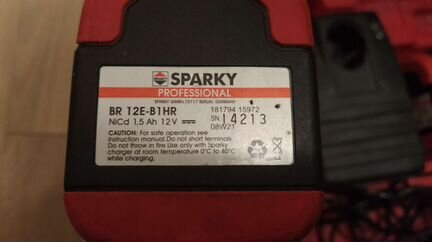 SPARKY
PROFESSIONAL
SPARKY GMBH, 10117 BERLIN, GERMANY
BR 12E-B1HR
181794 15972
NiCd 1,5 Ah 12V
SN: 14213
08W21
CAUTION: For safe operation see
instruction manual.Do not short terminals.
Do not throw in fire.Use only with Sparky
charger at room temperature 0°C to 40°C
while charging.